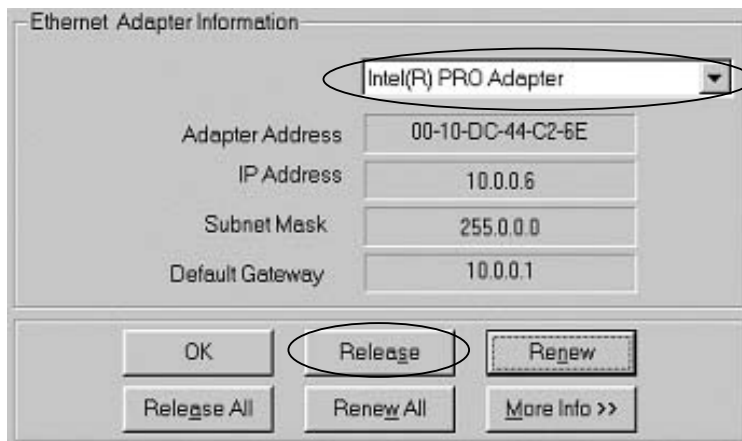 Ethernet Adapter Information
Intel(R) PRO Adapter
Adapter Address 00-10-DC-44-C2-6E
IP Address 10.0.0.6
Subnet Mask 255.0.0.0
Default Gateway 10.0.0.1
OK Release Renew
Release All Renew All More Info >>